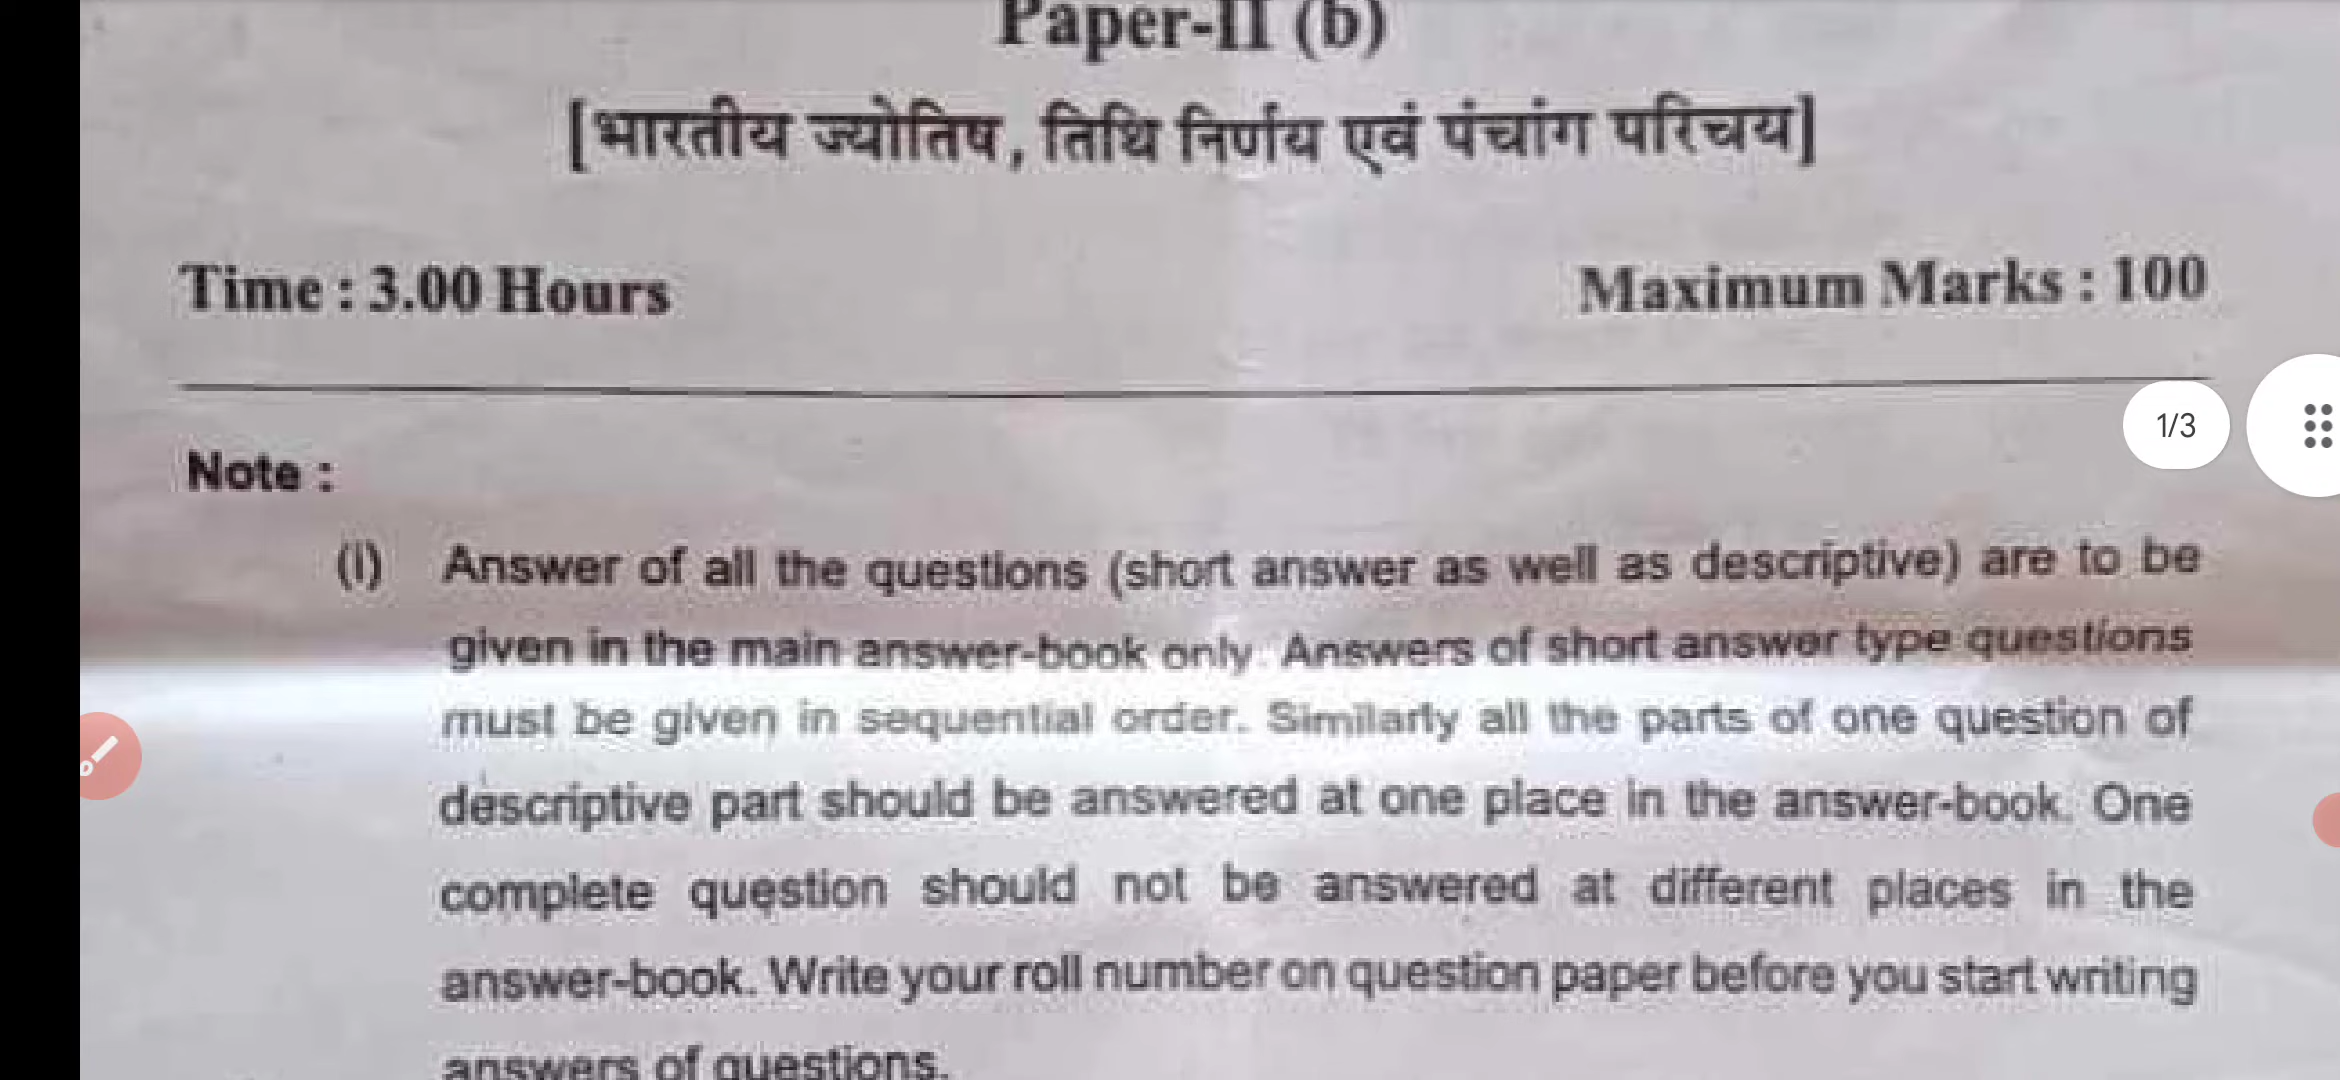 Paper-II (b)
[भारतीय ज्योतिष, तिथि निर्णय एवं पंचांग परिचय]
Time : 3.00 Hours Maximum Marks : 100
1/3
Note :
(i) Answer of all the questions (short answer as well as descriptive) are to be
given in the main answer-book only. Answers of short answer type questions
must be given in sequential order. Similarly all the parts of one question of
descriptive part should be answered at one place in the answer-book. One
complete question should not be answered at different places in the
answer-book. Write your roll number on question paper before you start writing
answers of questions.